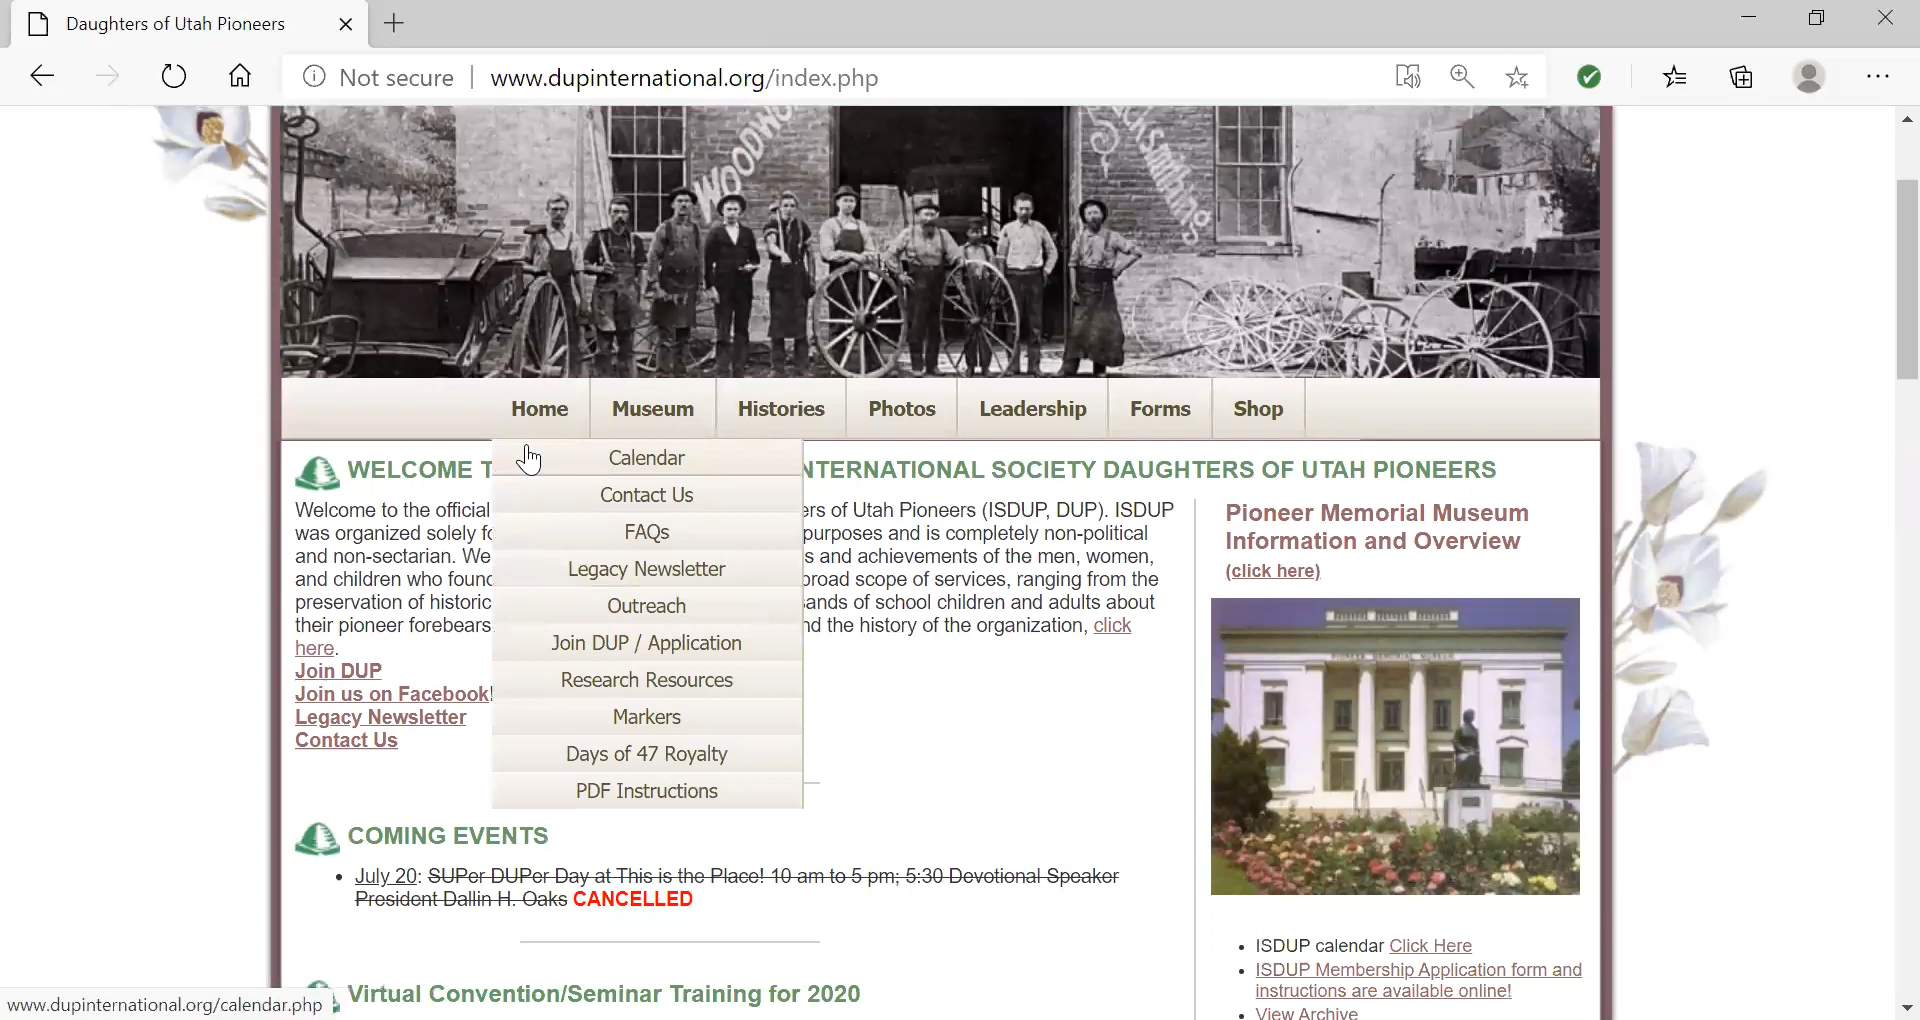 Daughters of Utah Pioneers
Not secure | www.dupinternational.org/index.php
WOODWO
cksmithing
Home Museum Histories Photos Leadership Forms Shop
Calendar
Contact Us
FAQs
Legacy Newsletter
Outreach
Join DUP / Application
Research Resources
Markers
Days of 47 Royalty
PDF Instructions
WELCOME T NTERNATIONAL SOCIETY DAUGHTERS OF UTAH PIONEERS
Welcome to the official ers of Utah Pioneers (ISDUP, DUP). ISDUP
was organized solely fo purposes and is completely non-political
and non-sectarian. We s and achievements of the men, women,
and children who found broad scope of services, ranging from the
preservation of historic ands of school children and adults about
their pioneer forebears. nd the history of the organization, click
here.
Join DUP
Join us on Facebook!
Legacy Newsletter
Contact Us
COMING EVENTS
• July 20: SUPer DUPer Day at This is the Place! 10 am to 5 pm; 5:30 Devotional Speaker
President Dallin H. Oaks CANCELLED
Virtual Convention/Seminar Training for 2020
Pioneer Memorial Museum
Information and Overview
(click here)
PIONEER MEMORIAL MUSEUM
• ISDUP calendar Click Here
• ISDUP Membership Application form and
instructions are available online!
• View Archive
www.dupinternational.org/calendar.php